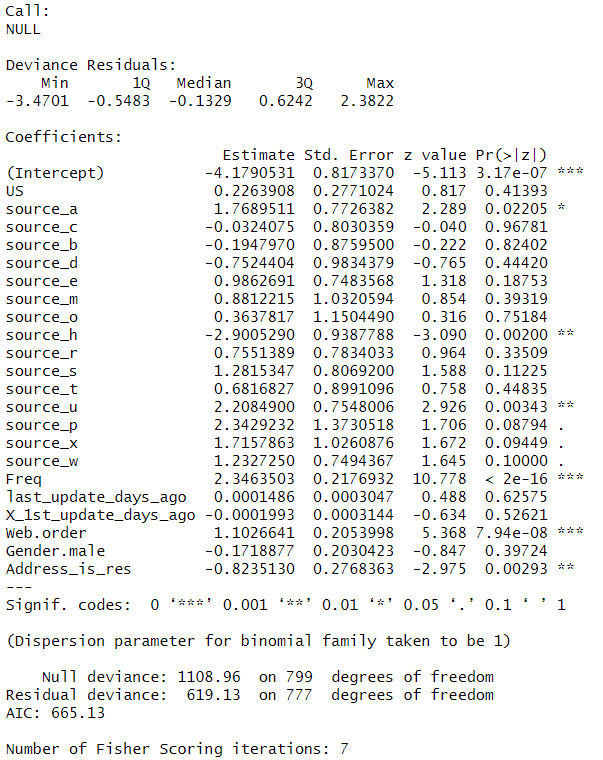 Call:
NULL
Deviance Residuals:
    Min      1Q  Median      3Q     Max
-3.4701 -0.5483 -0.1329  0.6242  2.3822
Coefficients:
                        Estimate Std. Error z value Pr(>|z|)
(Intercept)           -4.1790531  0.8173370  -5.113 3.17e-07 ***
US                     0.2263908  0.2771024   0.817  0.41393
source_a               1.7689511  0.7726382   2.289  0.02205 *
source_c              -0.0324075  0.8030359  -0.040  0.96781
source_b              -0.1947970  0.8759500  -0.222  0.82402
source_d              -0.7524404  0.9834379  -0.765  0.44420
source_e               0.9862691  0.7483568   1.318  0.18753
source_m               0.8812215  1.0320594   0.854  0.39319
source_o               0.3637817  1.1504490   0.316  0.75184
source_h              -2.9005290  0.9387788  -3.090  0.00200 **
source_r               0.7551389  0.7834033   0.964  0.33509
source_s               1.2815347  0.8069200   1.588  0.11225
source_t               0.6816827  0.8991096   0.758  0.44835
source_u               2.2084900  0.7548006   2.926  0.00343 **
source_p               2.3429232  1.3730518   1.706  0.08794 .
source_x               1.7157863  1.0260876   1.672  0.09449 .
source_w               1.2327250  0.7494367   1.645  0.10000 .
Freq                   2.3463503  0.2176932  10.778  < 2e-16 ***
last_update_days_ago   0.0001486  0.0003047   0.488  0.62575
X_1st_update_days_ago -0.0001993  0.0003144  -0.634  0.52621
Web.order              1.1026641  0.2053998   5.368 7.94e-08 ***
Gender.male           -0.1718877  0.2030423  -0.847  0.39724
Address_is_res        -0.8235130  0.2768363  -2.975  0.00293 **
---
Signif. codes:  0 ‘***’ 0.001 ‘**’ 0.01 ‘*’ 0.05 ‘.’ 0.1 ‘ ’ 1
(Dispersion parameter for binomial family taken to be 1)
    Null deviance: 1108.96  on 799  degrees of freedom
Residual deviance:  619.13  on 777  degrees of freedom
AIC: 665.13
Number of Fisher Scoring iterations: 7